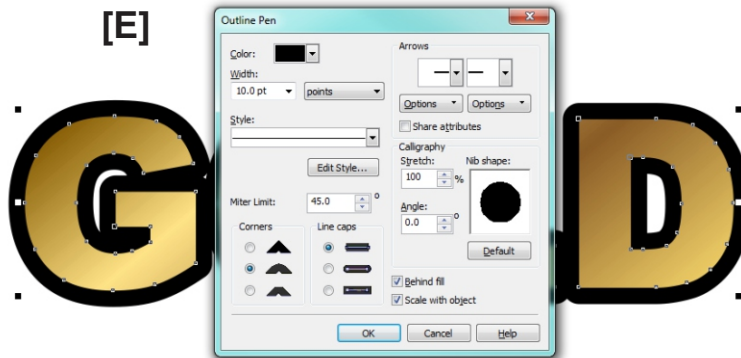 [E]
Outline Pen
Color:
Width:
10.0 pt points
Style:
Edit Style...
Miter Limit: 45.0 °
Corners Line caps
Arrows
Options Options
Share attributes
Calligraphy
Stretch: Nib shape:
100 %
Angle:
0.0 °
Default
Behind fill
Scale with object
OK Cancel Help
G D